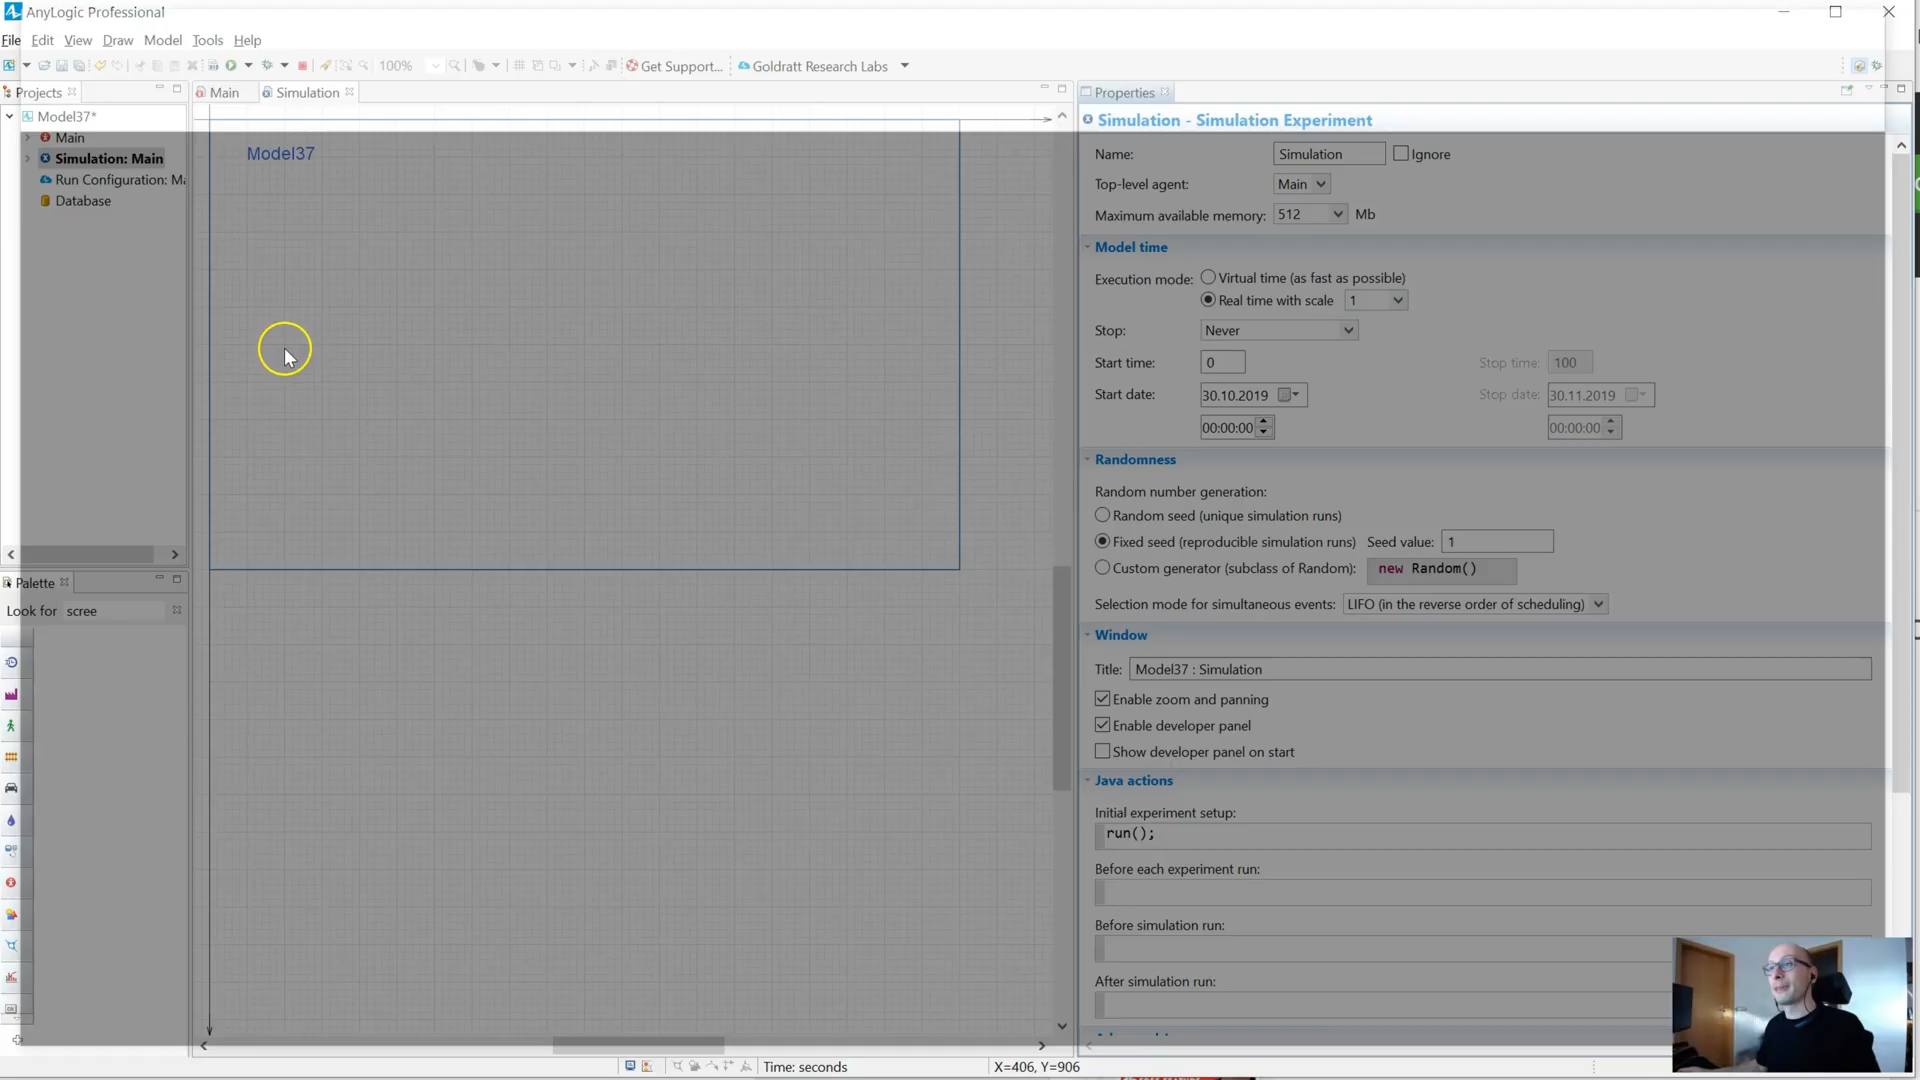 AnyLogic Professional
File Edit View Draw Model Tools Help
100% Get Support... Goldratt Research Labs
Projects
Main Simulation
Properties
Model37*
Main
Simulation: Main
Run Configuration: Ma
Database
Model37
Simulation - Simulation Experiment
Name: Simulation Ignore
Top-level agent: Main
Maximum available memory: 512 Mb
Model time
Execution mode: Virtual time (as fast as possible)
Real time with scale 1
Stop: Never
Start time: 0 Stop time: 100
Start date: 30.10.2019 Stop date: 30.11.2019
00:00:00 00:00:00
Randomness
Random number generation:
Random seed (unique simulation runs)
Fixed seed (reproducible simulation runs) Seed value: 1
Custom generator (subclass of Random): new Random()
Selection mode for simultaneous events: LIFO (in the reverse order of scheduling)
Palette
Look for scree
Window
Title: Model37 : Simulation
Enable zoom and panning
Enable developer panel
Show developer panel on start
Java actions
Initial experiment setup:
run();
Before each experiment run:
Before simulation run:
After simulation run:
Time: seconds X=406, Y=906